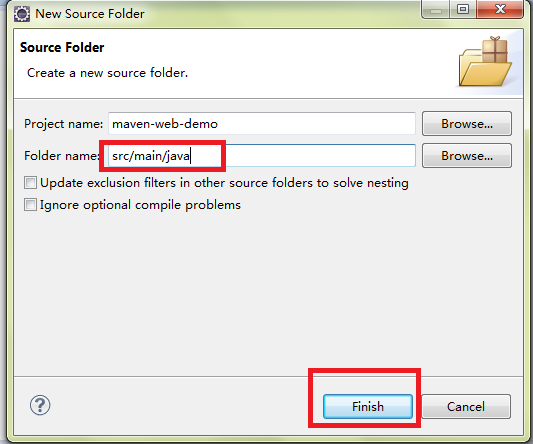 New Source Folder
Source Folder
Create a new source folder.
Project name: maven-web-demo Browse...
Folder name: src/main/java Browse...
Update exclusion filters in other source folders to solve nesting
Ignore optional compile problems
? Finish Cancel